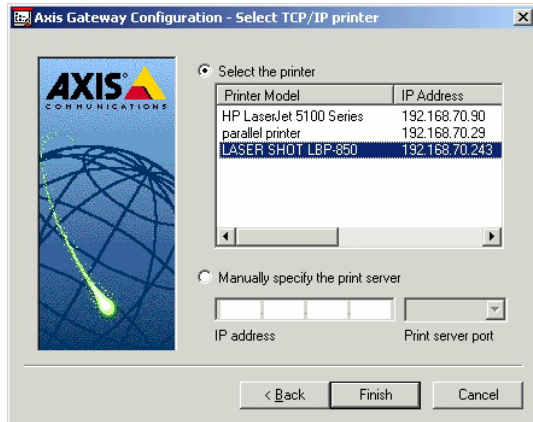 Axis Gateway Configuration - Select TCP/IP printer
AXIS
COMMUNICATIONS
Select the printer
Printer Model IP Address
HP LaserJet 5100 Series 192.168.70.90
parallel printer 192.168.70.29
LASER SHOT LBP-850 192.168.70.243
Manually specify the print server
IP address Print server port
< Back Finish Cancel